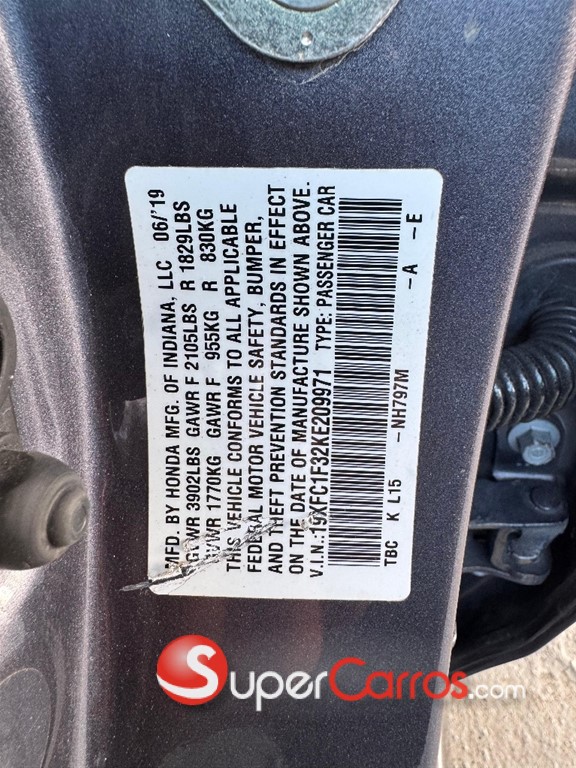 MFD. BY HONDA MFG. OF INDIANA, LLC 06/'19
GVWR 3902LBS GAWR F 2105LBS R 1829LBS
GVWR 1770KG GAWR F 955KG R 830KG
THIS VEHICLE CONFORMS TO ALL APPLICABLE
FEDERAL MOTOR VEHICLE SAFETY, BUMPER,
AND THEFT PREVENTION STANDARDS IN EFFECT
ON THE DATE OF MANUFACTURE SHOWN ABOVE.
V.I.N.: 19XFC1F32KE209971 TYPE: PASSENGER CAR
TBC K L15 -NH797M -A -E
SuperCarros.com